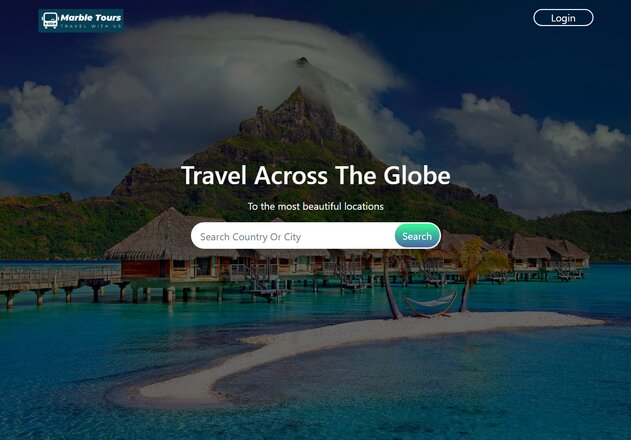 Marble Tours
TRAVEL WITH US
Login
Travel Across The Globe
To the most beautiful locations
Search Country Or City
Search